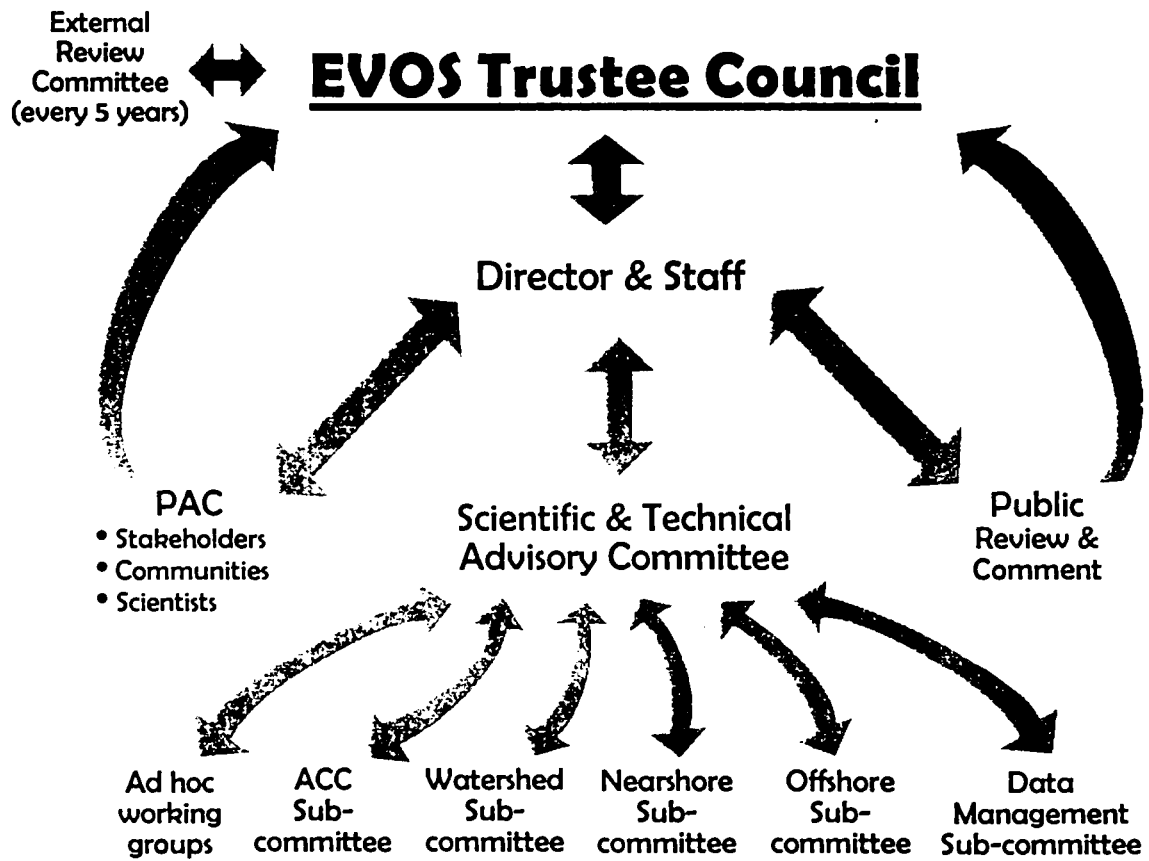 External
Review
Committee
(every 5 years)
EVOS Trustee Council
Director & Staff
PAC
• Stakeholders
• Communities
• Scientists
Scientific & Technical
Advisory Committee
Public
Review &
Comment
Ad hoc
working
groups
ACC
Sub-
committee
Watershed
Sub-
committee
Nearshore
Sub-
committee
Offshore
Sub-
committee
Data
Management
Sub-committee